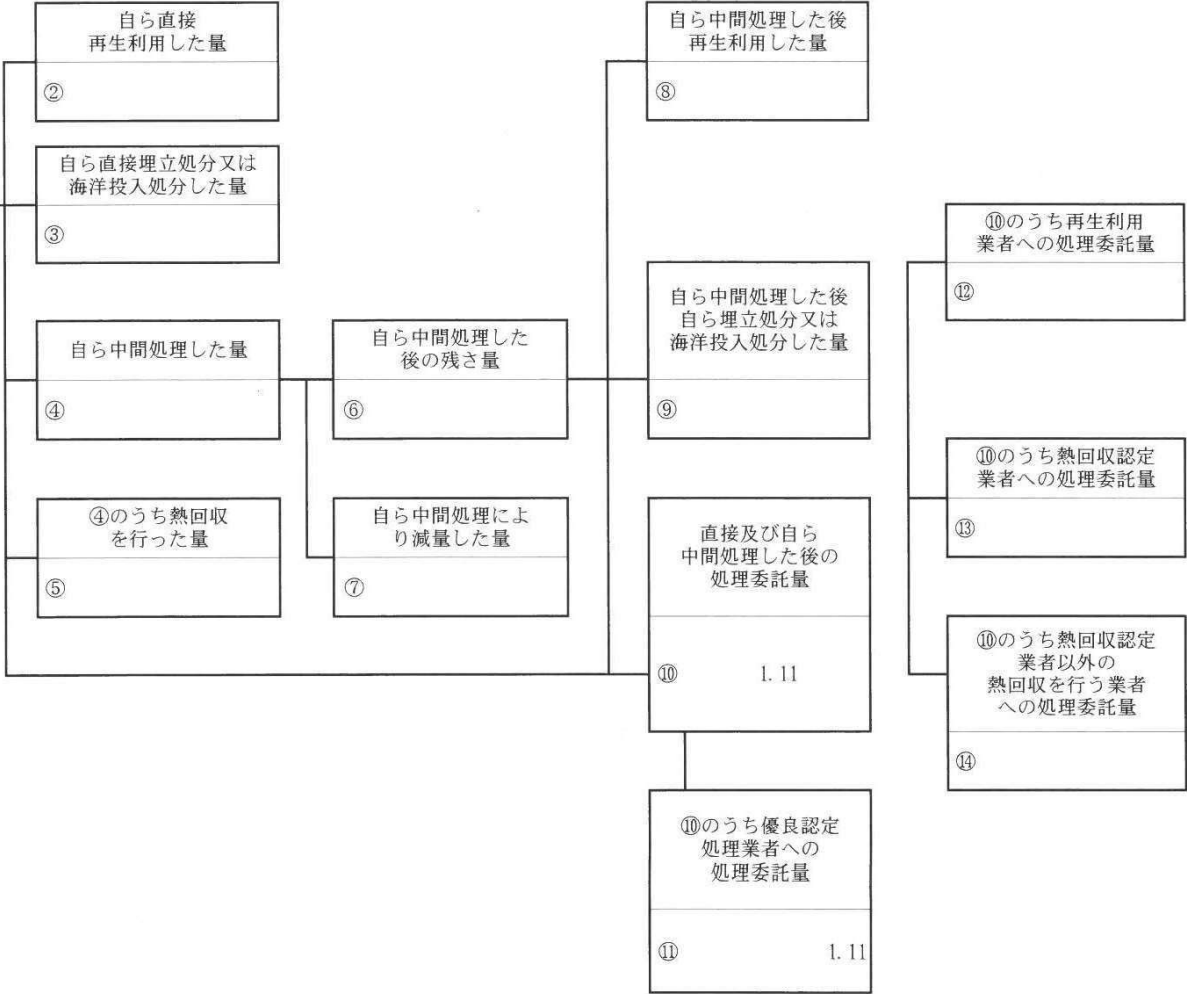 自ら直接
再生利用した量
②
自ら直接埋立処分又は
海洋投入処分した量
③
自ら中間処理した量
④
④のうち熱回収
を行った量
⑤
自ら中間処理した
後の残さ量
⑥
自ら中間処理によ
り減量した量
⑦
自ら中間処理した後
再生利用した量
⑧
自ら中間処理した後
自ら埋立処分又は
海洋投入処分した量
⑨
直接及び自ら
中間処理した後の
処理委託量
⑩ 1.11
⑩のうち優良認定
処理業者への
処理委託量
⑪ 1.11
⑩のうち再生利用
業者への処理委託量
⑫
⑩のうち熱回収認定
業者への処理委託量
⑬
⑩のうち熱回収認定
業者以外の
熱回収を行う業者
への処理委託量
⑭